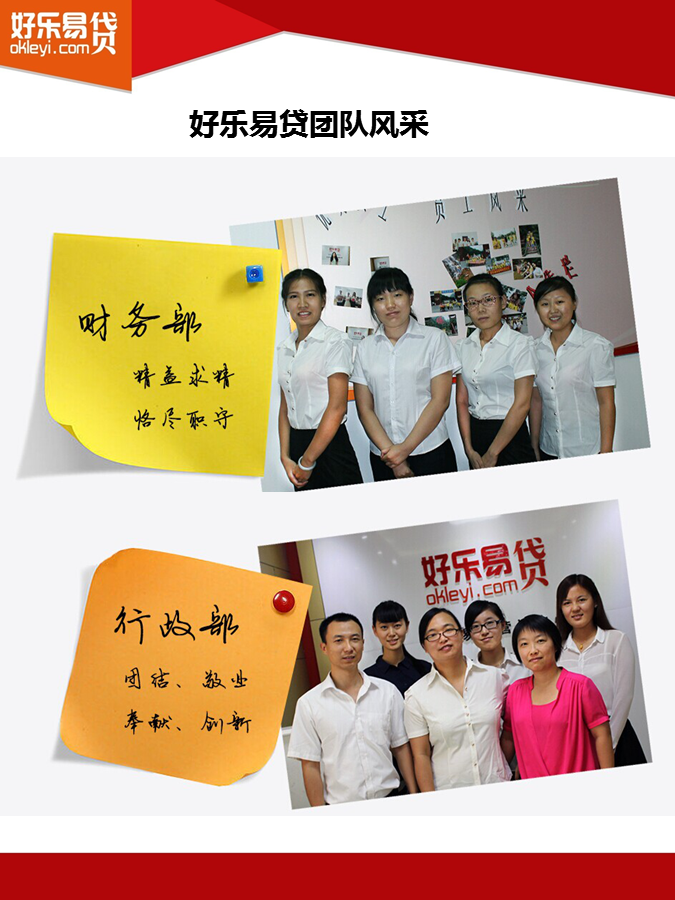 好乐易贷
okleyi.com
好乐易贷团队风采
员工风采
财务部
精益求精
恪尽职守
好乐易贷
okleyi.com
行政部
团结、敬业
奉献、创新